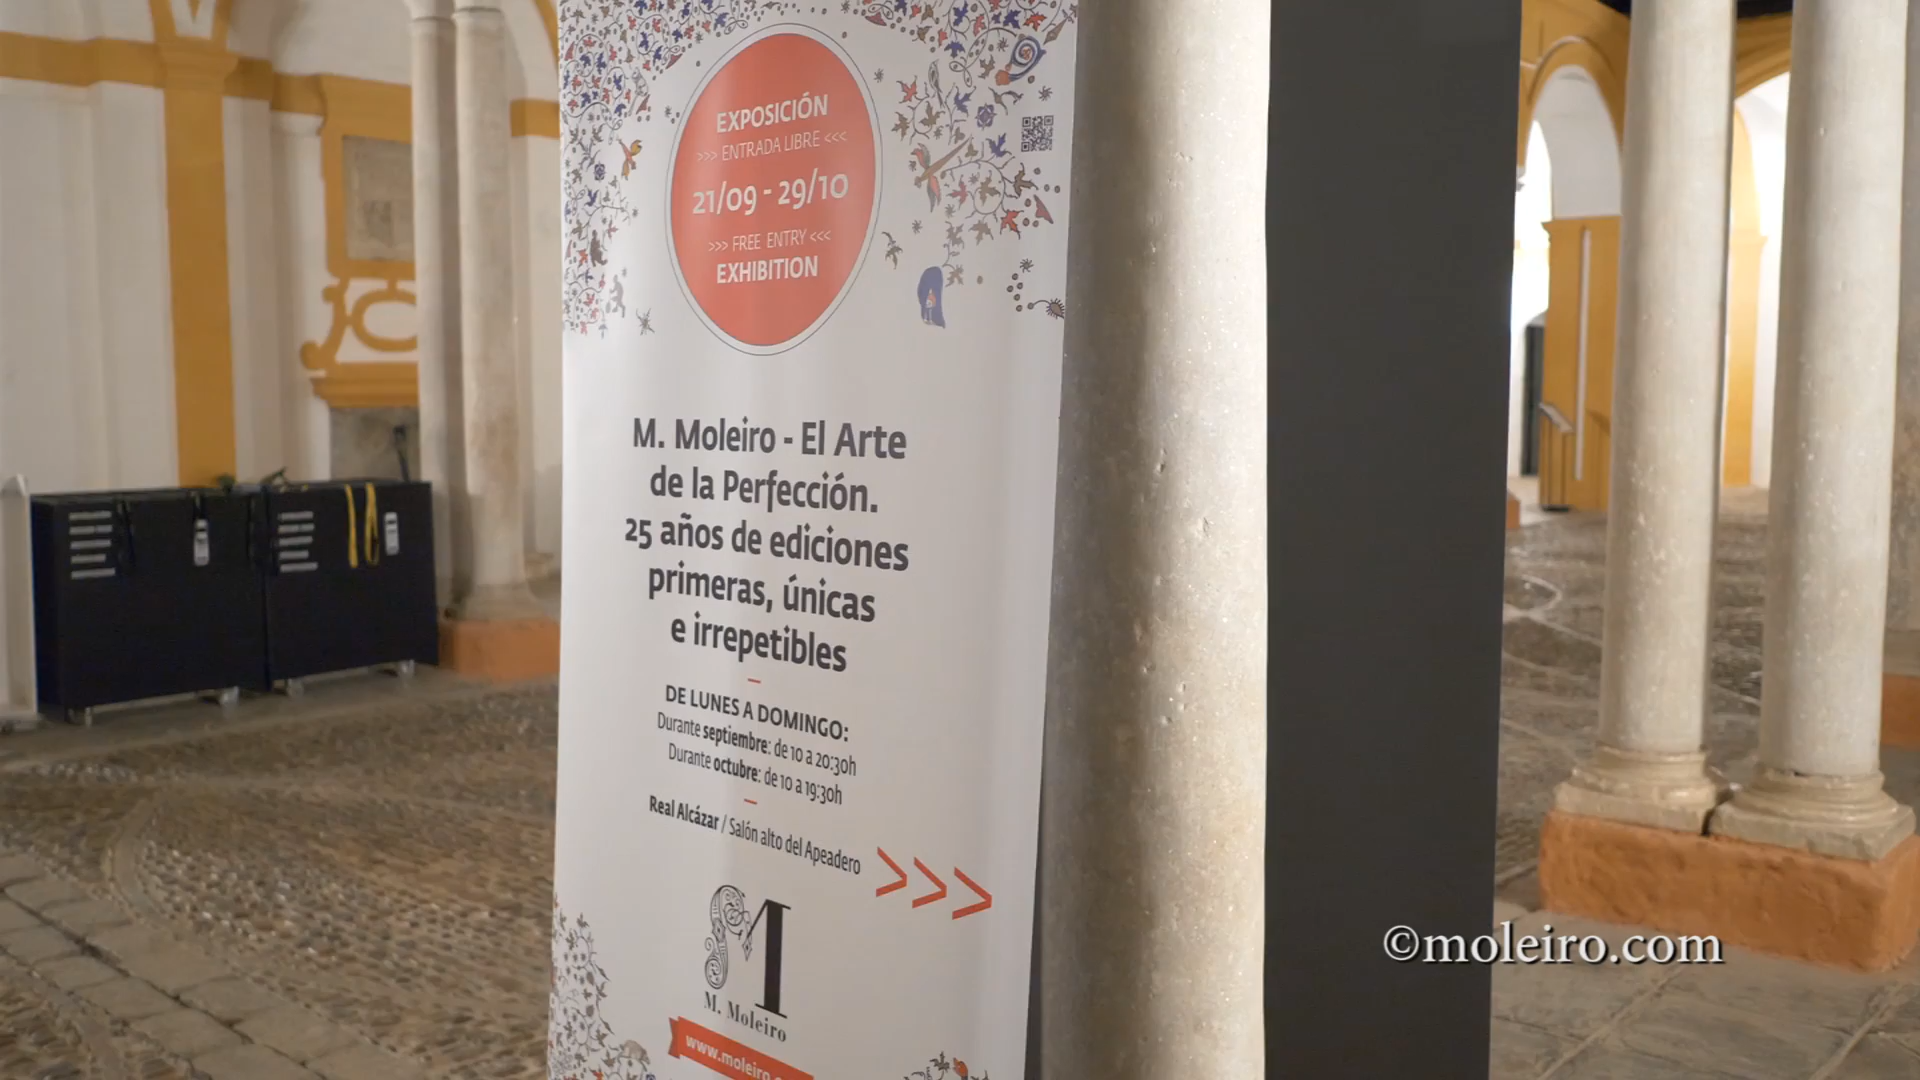 EXPOSICIÓN
>>> ENTRADA LIBRE <<<
21/09 - 29/10
>>> FREE ENTRY <<<
EXHIBITION
M. Moleiro - El Arte
de la Perfección.
25 años de ediciones
primeras, únicas
e irrepetibles
DE LUNES A DOMINGO:
Durante septiembre: de 10 a 20:30h
Durante octubre: de 10 a 19:30h
Real Alcázar / Salón alto del Apeadero
>>>
M
M. Moleiro
www.moleiro.
©moleiro.com